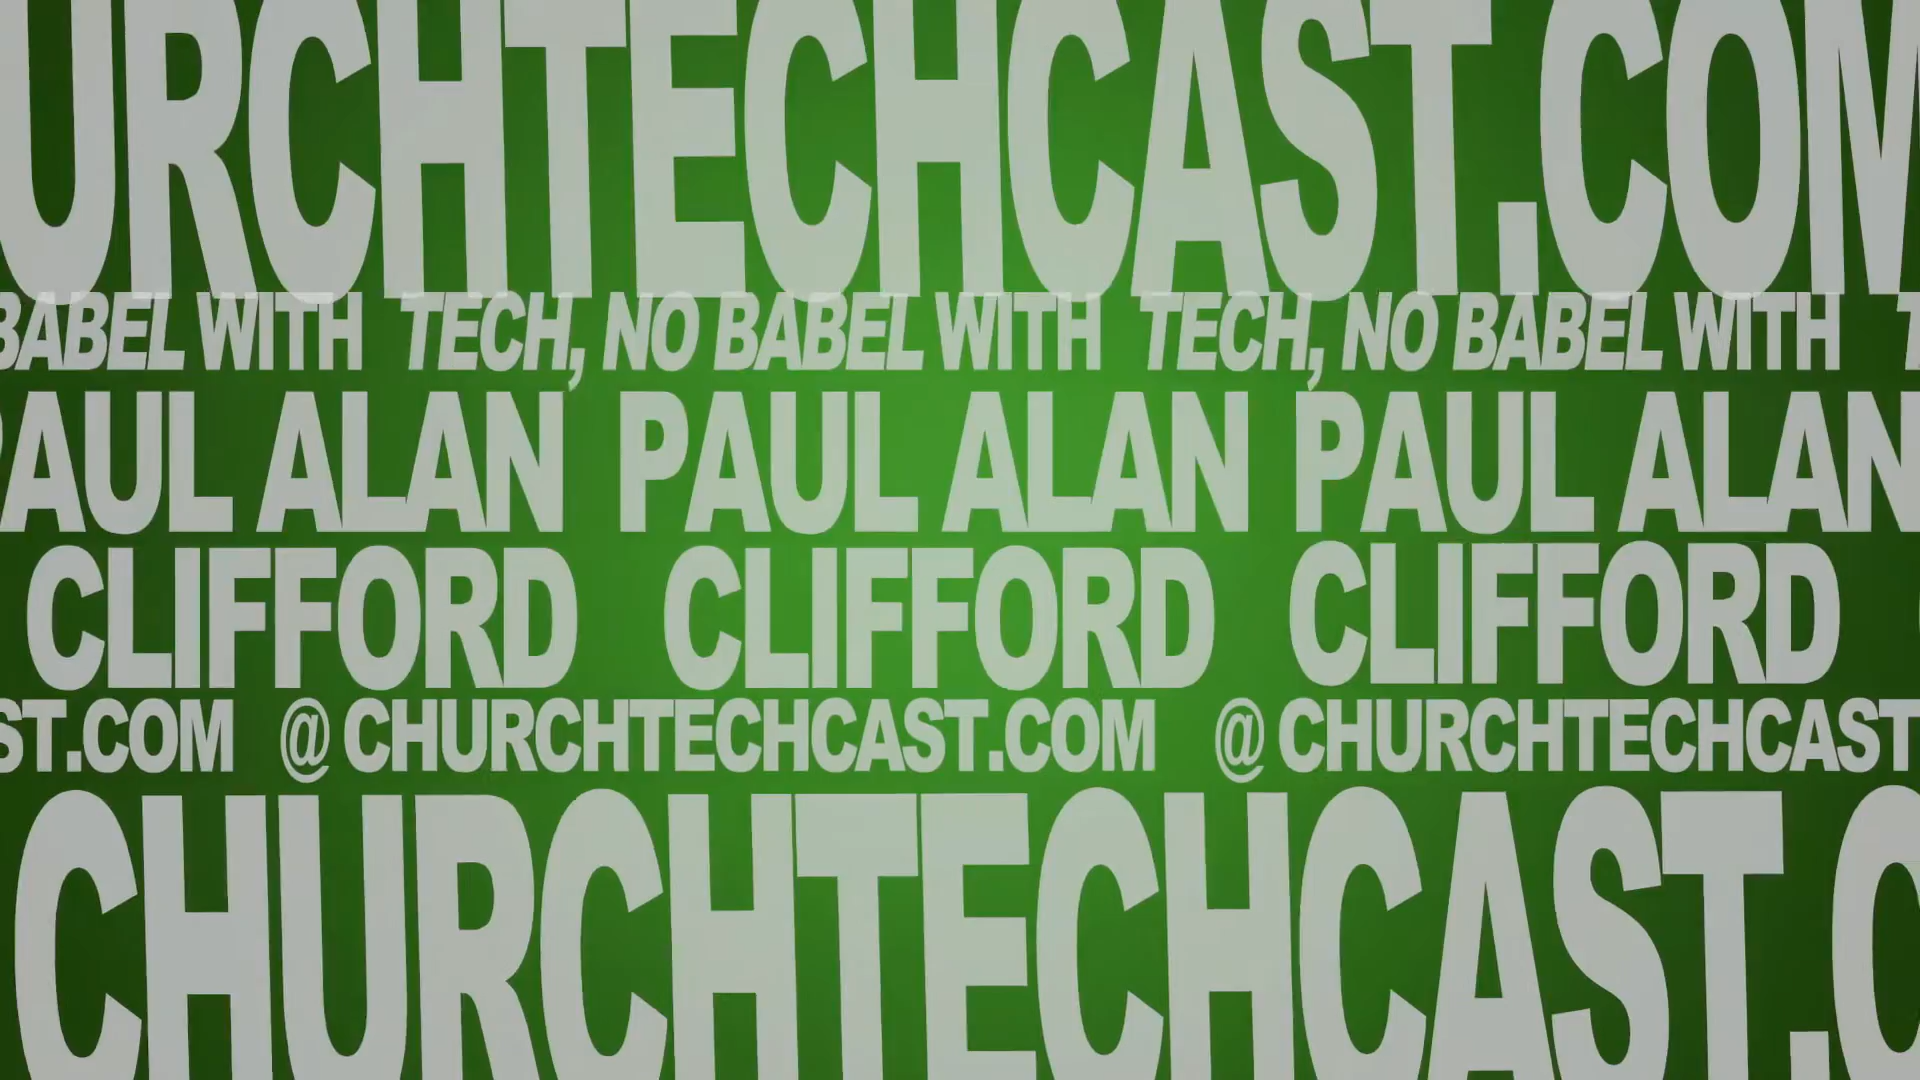 URCHTECHCAST.COM
BABEL WITH TECH, NO BABEL WITH TECH, NO BABEL WITH T
PAUL ALAN PAUL ALAN PAUL ALAN
CLIFFORD CLIFFORD CLIFFORD
ST.COM @CHURCHTECHCAST.COM @CHURCHTECHCAST
CHURCHTECHCAST.C